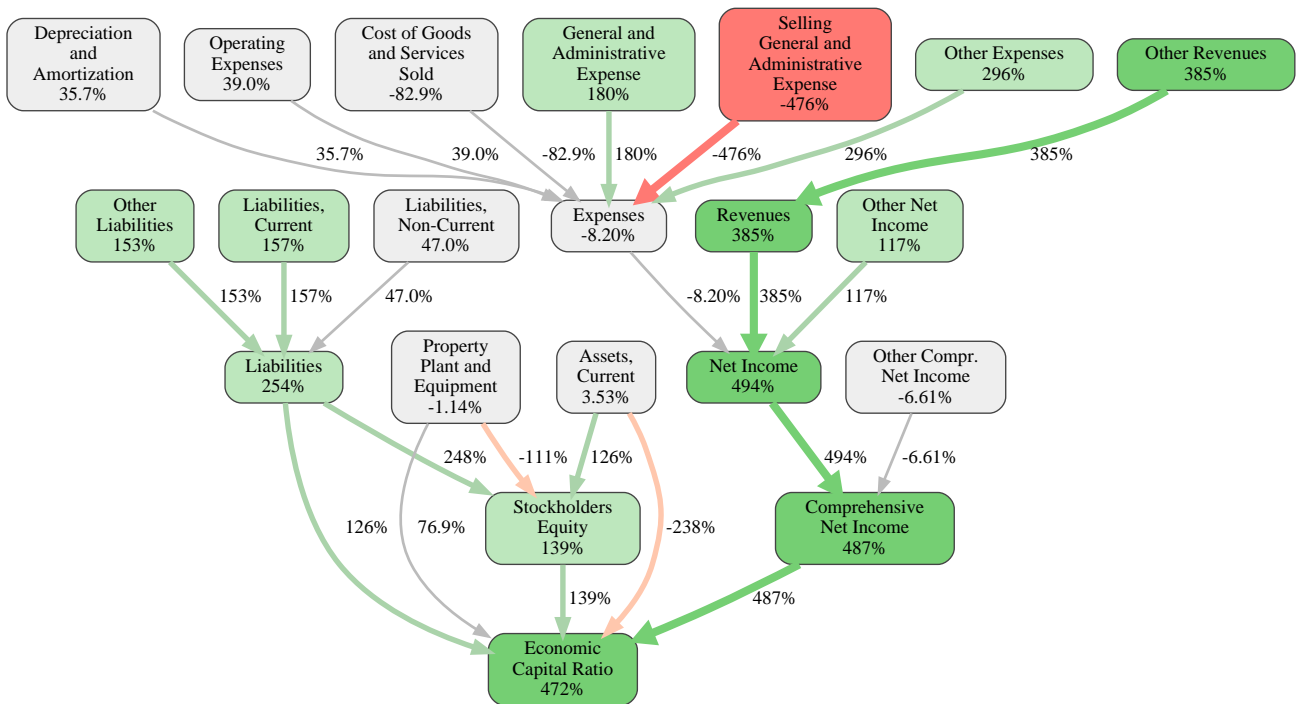 Depreciation
and
Amortization
35.7%
Operating
Expenses
39.0%
Cost of Goods
and Services
Sold
-82.9%
General and
Administrative
Expense
180%
Selling
General and
Administrative
Expense
-476%
Other Expenses
296%
Other Revenues
385%
35.7%
39.0%
-82.9%
180%
-476%
296%
385%
Other
Liabilities
153%
Liabilities,
Current
157%
Liabilities,
Non-Current
47.0%
Expenses
-8.20%
Revenues
385%
Other Net
Income
117%
153%
157%
47.0%
-8.20%
385%
117%
Liabilities
254%
Property
Plant and
Equipment
-1.14%
Assets,
Current
3.53%
Net Income
494%
Other Compr.
Net Income
-6.61%
248%
-111%
126%
494%
-6.61%
126%
76.9%
Stockholders
Equity
139%
-238%
Comprehensive
Net Income
487%
139%
487%
Economic
Capital Ratio
472%